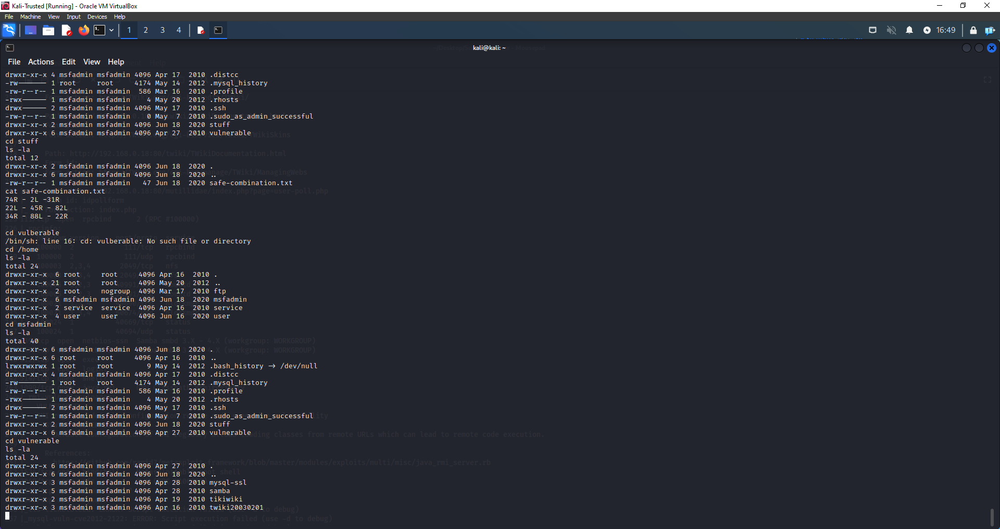 Kali-Trusted [Running] - Oracle VM VirtualBox
File Machine View Input Devices Help
1 2 3 4 16:49
kali@kali: ~
File Actions Edit View Help
drwxr-xr-x 4 msfadmin msfadmin 4096 Apr 17  2010 .distcc
-rw------- 1 root     root     4174 May 14  2012 .mysql_history
-rw-r--r-- 1 msfadmin msfadmin  586 Mar 16  2010 .profile
-rwx------ 1 msfadmin msfadmin    4 May 20  2012 .rhosts
drwx------ 2 msfadmin msfadmin 4096 May 17  2010 .ssh
-rw-r--r-- 1 msfadmin msfadmin    0 May  7  2010 .sudo_as_admin_successful
drwxr-xr-x 2 msfadmin msfadmin 4096 Jun 18  2020 stuff
drwxr-xr-x 6 msfadmin msfadmin 4096 Apr 27  2010 vulnerable
cd stuff
ls -la
total 12
drwxr-xr-x 2 msfadmin msfadmin 4096 Jun 18  2020 .
drwxr-xr-x 6 msfadmin msfadmin 4096 Jun 18  2020 ..
-rw-r--r-- 1 msfadmin msfadmin   47 Jun 18  2020 safe-combination.txt
cat safe-combination.txt
74R - 2L -31R
22L - 45R - 82L
34R - 88L - 22R
cd vulberable
/bin/sh: line 16: cd: vulberable: No such file or directory
cd /home
ls -la
total 24
drwxr-xr-x  6 root     root     4096 Apr 16  2010 .
drwxr-xr-x 21 root     root     4096 May 20  2012 ..
drwxr-xr-x  2 root     nogroup  4096 Mar 17  2010 ftp
drwxr-xr-x  6 msfadmin msfadmin 4096 Jun 18  2020 msfadmin
drwxr-xr-x  2 service  service  4096 Apr 16  2010 service
drwxr-xr-x  4 user     user     4096 Jun 16  2020 user
cd msfadmin
ls -la
total 40
drwxr-xr-x 6 msfadmin msfadmin 4096 Jun 18  2020 .
drwxr-xr-x 6 root     root     4096 Apr 16  2010 ..
lrwxrwxrwx 1 root     root        9 May 14  2012 .bash_history → /dev/null
drwxr-xr-x 4 msfadmin msfadmin 4096 Apr 17  2010 .distcc
-rw------- 1 root     root     4174 May 14  2012 .mysql_history
-rw-r--r-- 1 msfadmin msfadmin  586 Mar 16  2010 .profile
-rwx------ 1 msfadmin msfadmin    4 May 20  2012 .rhosts
drwx------ 2 msfadmin msfadmin 4096 May 17  2010 .ssh
-rw-r--r-- 1 msfadmin msfadmin    0 May  7  2010 .sudo_as_admin_successful
drwxr-xr-x 2 msfadmin msfadmin 4096 Jun 18  2020 stuff
drwxr-xr-x 6 msfadmin msfadmin 4096 Apr 27  2010 vulnerable
cd vulnerable
ls -la
total 24
drwxr-xr-x 6 msfadmin msfadmin 4096 Apr 27  2010 .
drwxr-xr-x 6 msfadmin msfadmin 4096 Jun 18  2020 ..
drwxr-xr-x 3 msfadmin msfadmin 4096 Apr 28  2010 mysql-ssl
drwxr-xr-x 5 msfadmin msfadmin 4096 Apr 28  2010 samba
drwxr-xr-x 2 msfadmin msfadmin 4096 Apr 19  2010 tikiwiki
drwxr-xr-x 3 msfadmin msfadmin 4096 Apr 16  2010 twiki20030201